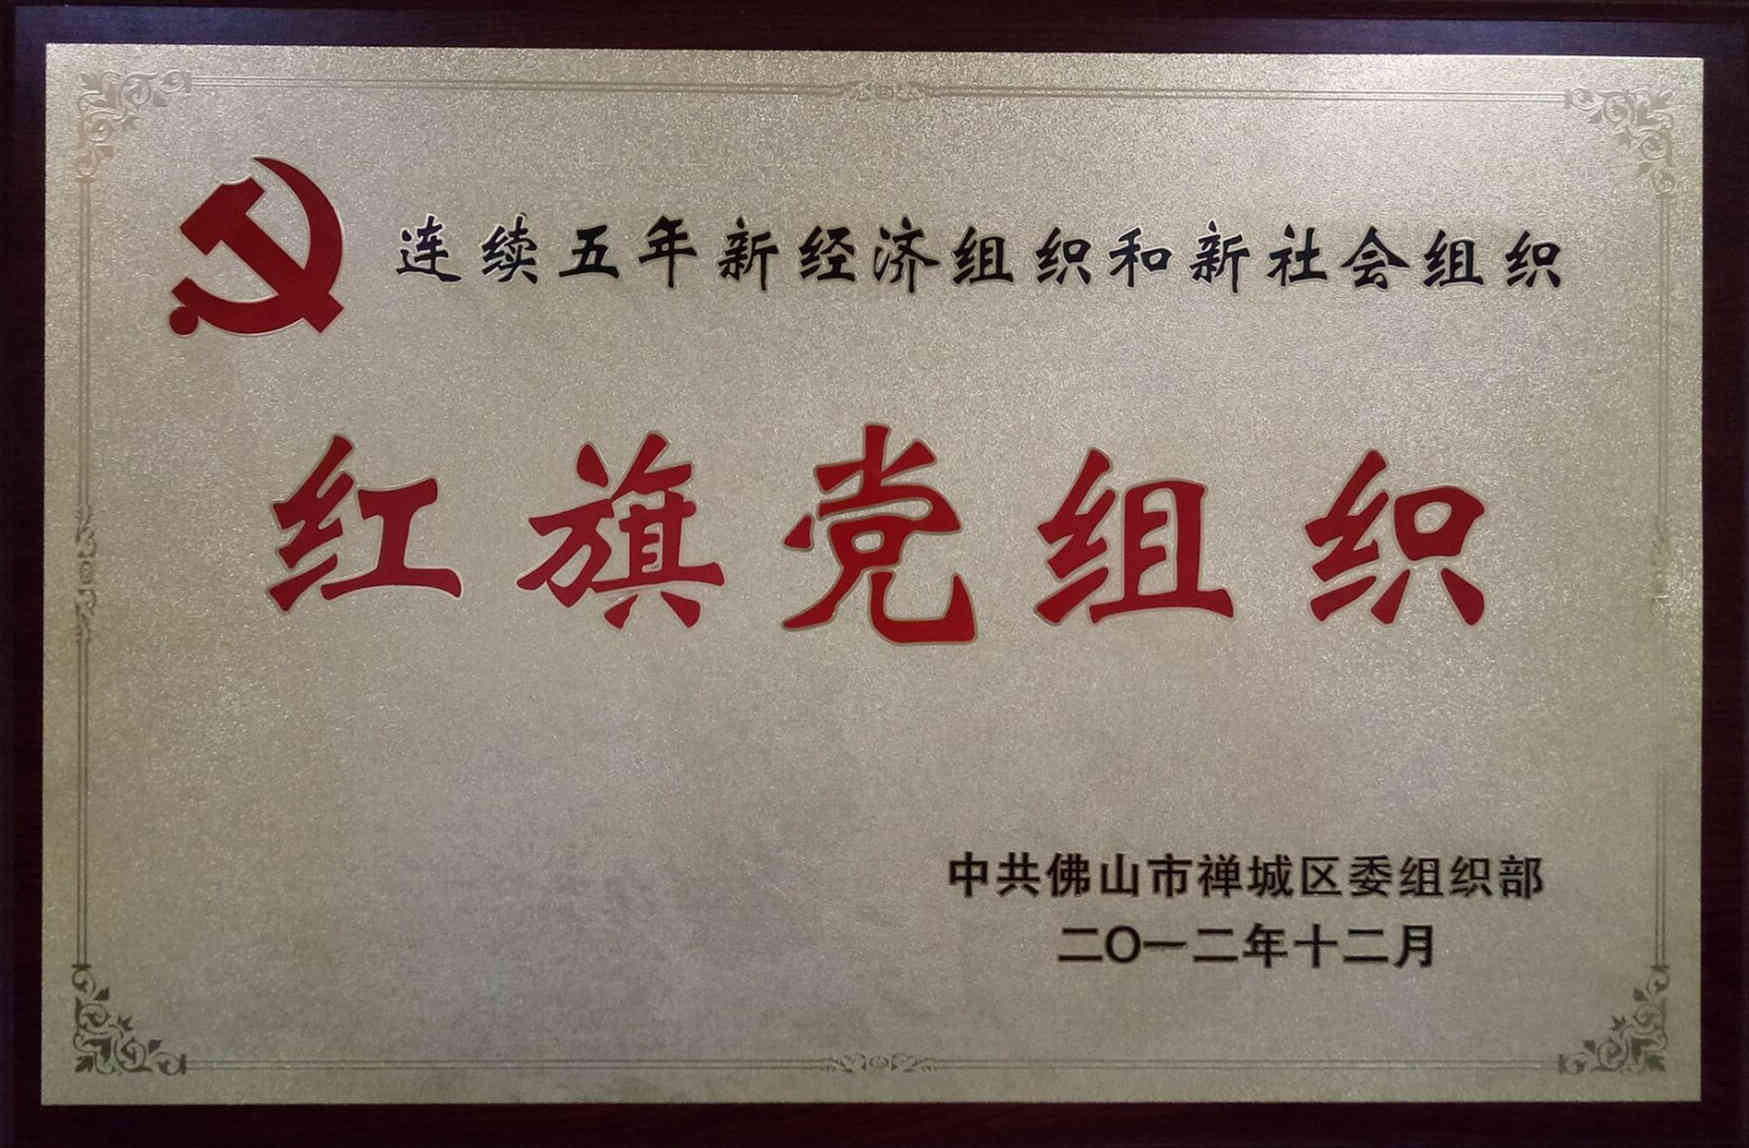 连续五年新经济组织和新社会组织
红旗党组织
中共佛山市禅城区委组织部
二〇一二年十二月